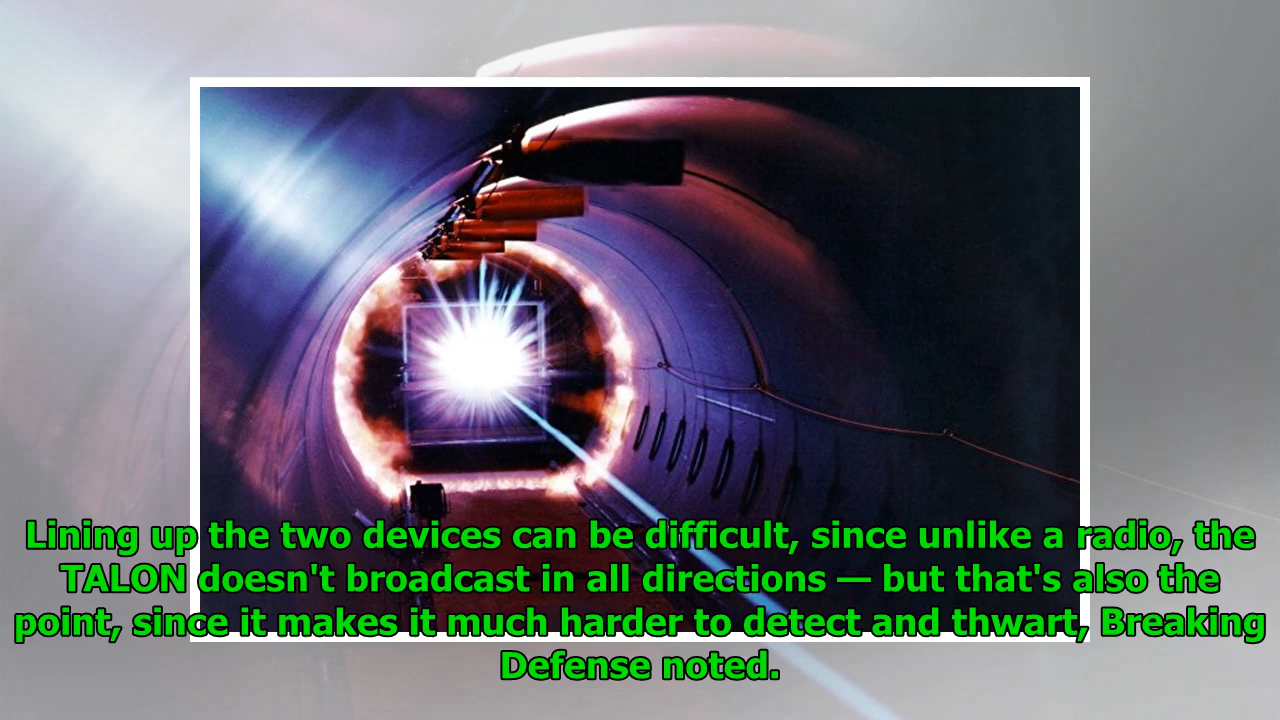 Lining up the two devices can be difficult, since unlike a radio, the
TALON doesn't broadcast in all directions — but that's also the
point, since it makes it much harder to detect and thwart, Breaking
Defense noted.